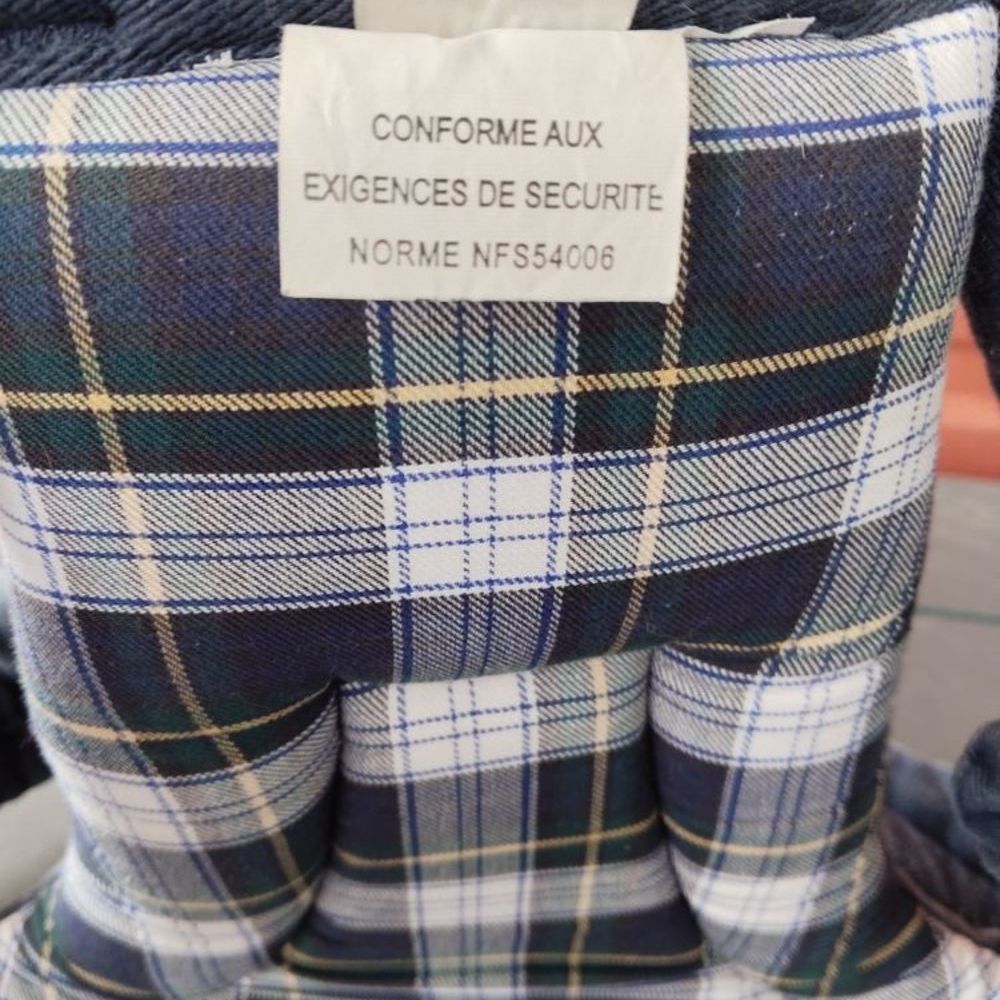 CONFORME AUX
EXIGENCES DE SECURITE
NORME NFS54006